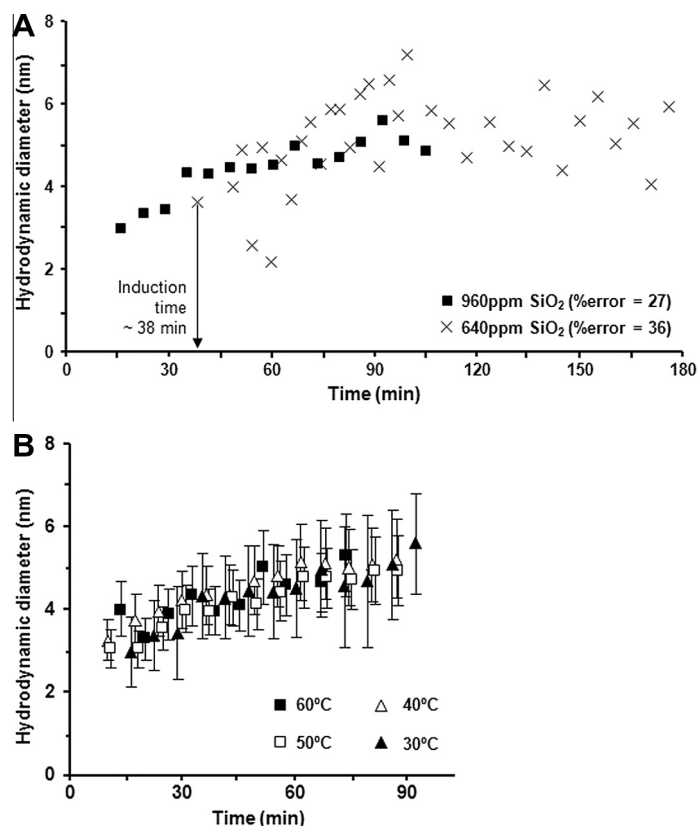 A
Hydrodynamic diameter (nm)
8
6
4
2
0
Induction
time
~ 38 min
■ 960ppm SiO₂ (%error = 27)
× 640ppm SiO₂ (%error = 36)
0 30 60 90 120 150 180
Time (min)
B
Hydrodynamic diameter (nm)
8
6
4
2
0
■ 60ºC △ 40ºC
□ 50ºC ▲ 30ºC
0 30 60 90
Time (min)